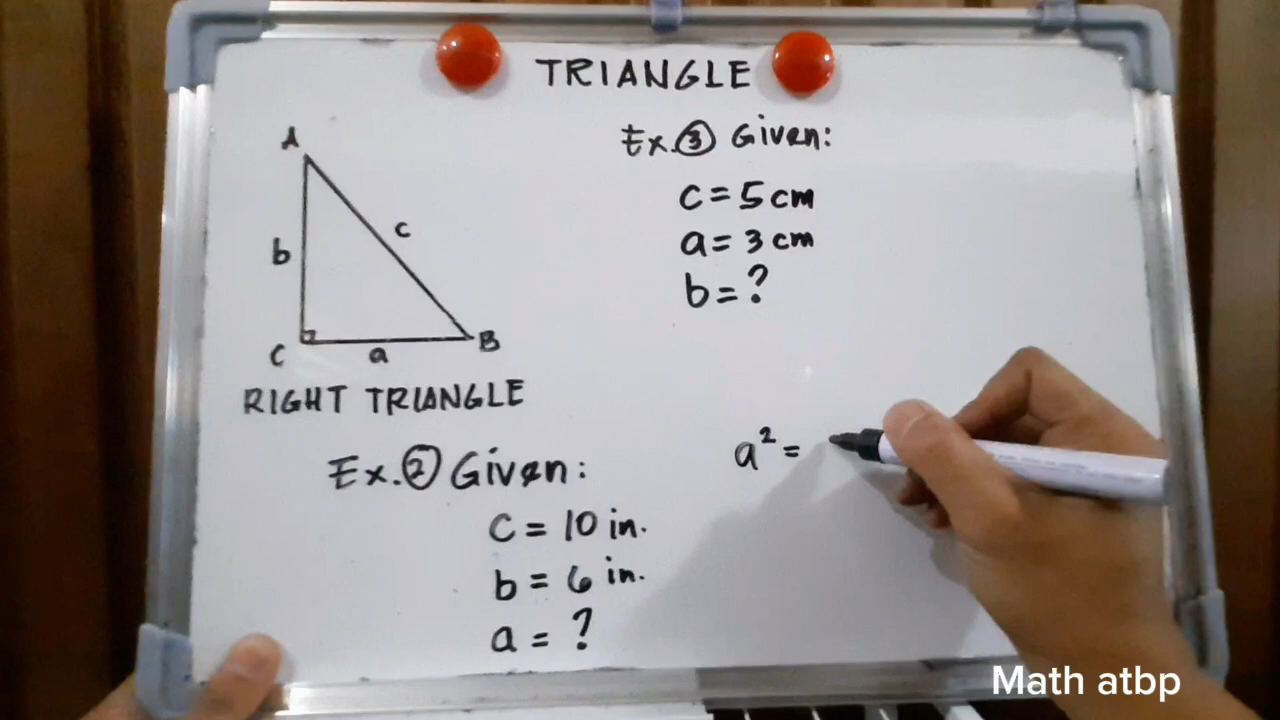 TRIANGLE
A
b
c
C
a
B
RIGHT TRIANGLE
Ex. ③ Given:
c = 5 cm
a = 3 cm
b = ?
Ex. ② Given:
c = 10 in.
b = 6 in.
a = ?
a² =
Math atbp